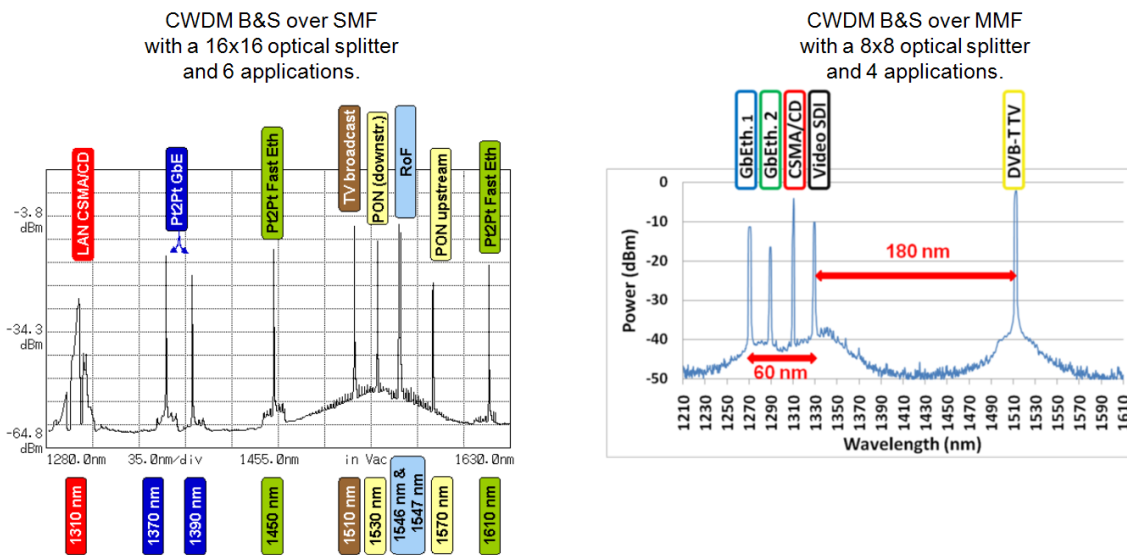 CWDM B&S over SMF
with a 16x16 optical splitter
and 6 applications.
LAN CSMA/CD
Pt2Pt GbE
Pt2Pt Fast Eth
TV broadcast
PON (downstr.)
RoF
PON upstream
Pt2Pt Fast Eth
-3.8
dBm
-34.3
dBm
-64.8
dBm
1280.0nm 35.0nm/div 1455.0nm in Vac 1630.0nm
1310 nm
1370 nm
1390 nm
1450 nm
1510 nm
1530 nm
1546 nm &
1547 nm
1570 nm
1610 nm
CWDM B&S over MMF
with a 8x8 optical splitter
and 4 applications.
GbEth. 1
GbEth. 2
CSMA/CD
Video SDI
DVB-T TV
Power (dBm)
0
-10
-20
-30
-40
-50
180 nm
60 nm
1210
1230
1250
1270
1290
1310
1330
1350
1370
1390
1410
1430
1450
1470
1490
1510
1530
1550
1570
1590
1610
Wavelength (nm)